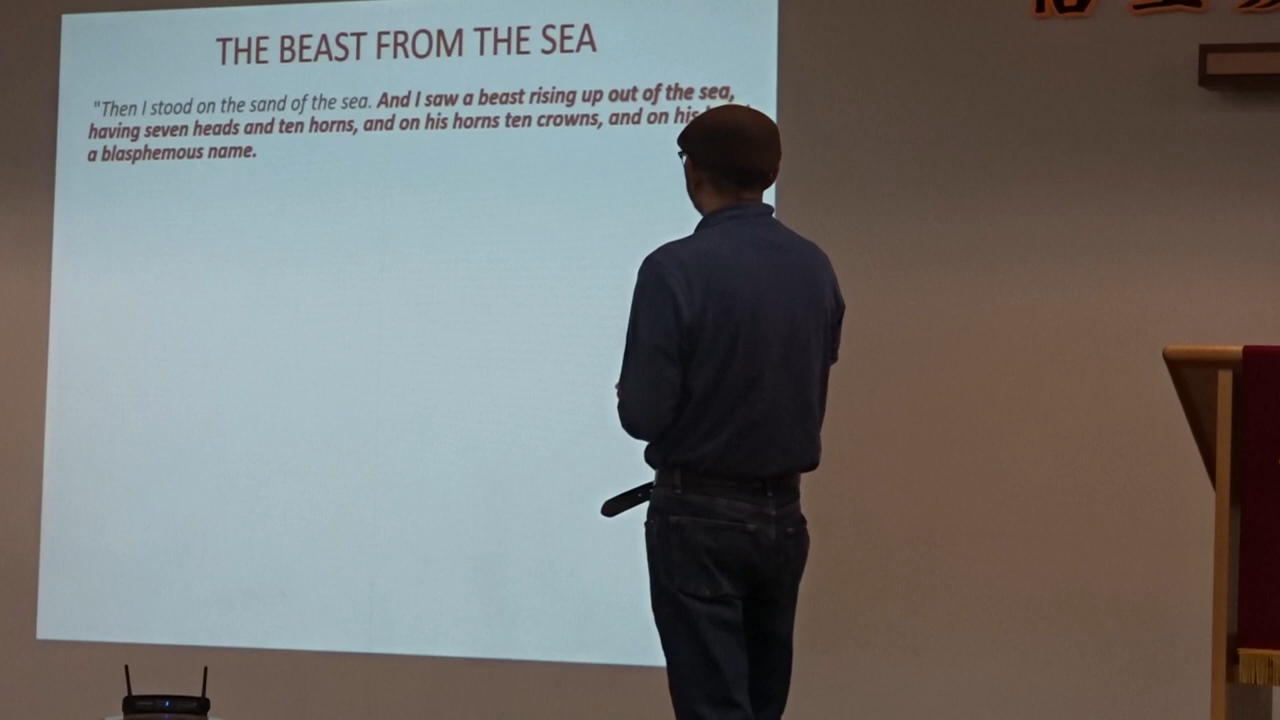 THE BEAST FROM THE SEA
"Then I stood on the sand of the sea. And I saw a beast rising up out of the sea,
having seven heads and ten horns, and on his horns ten crowns, and on his
a blasphemous name.